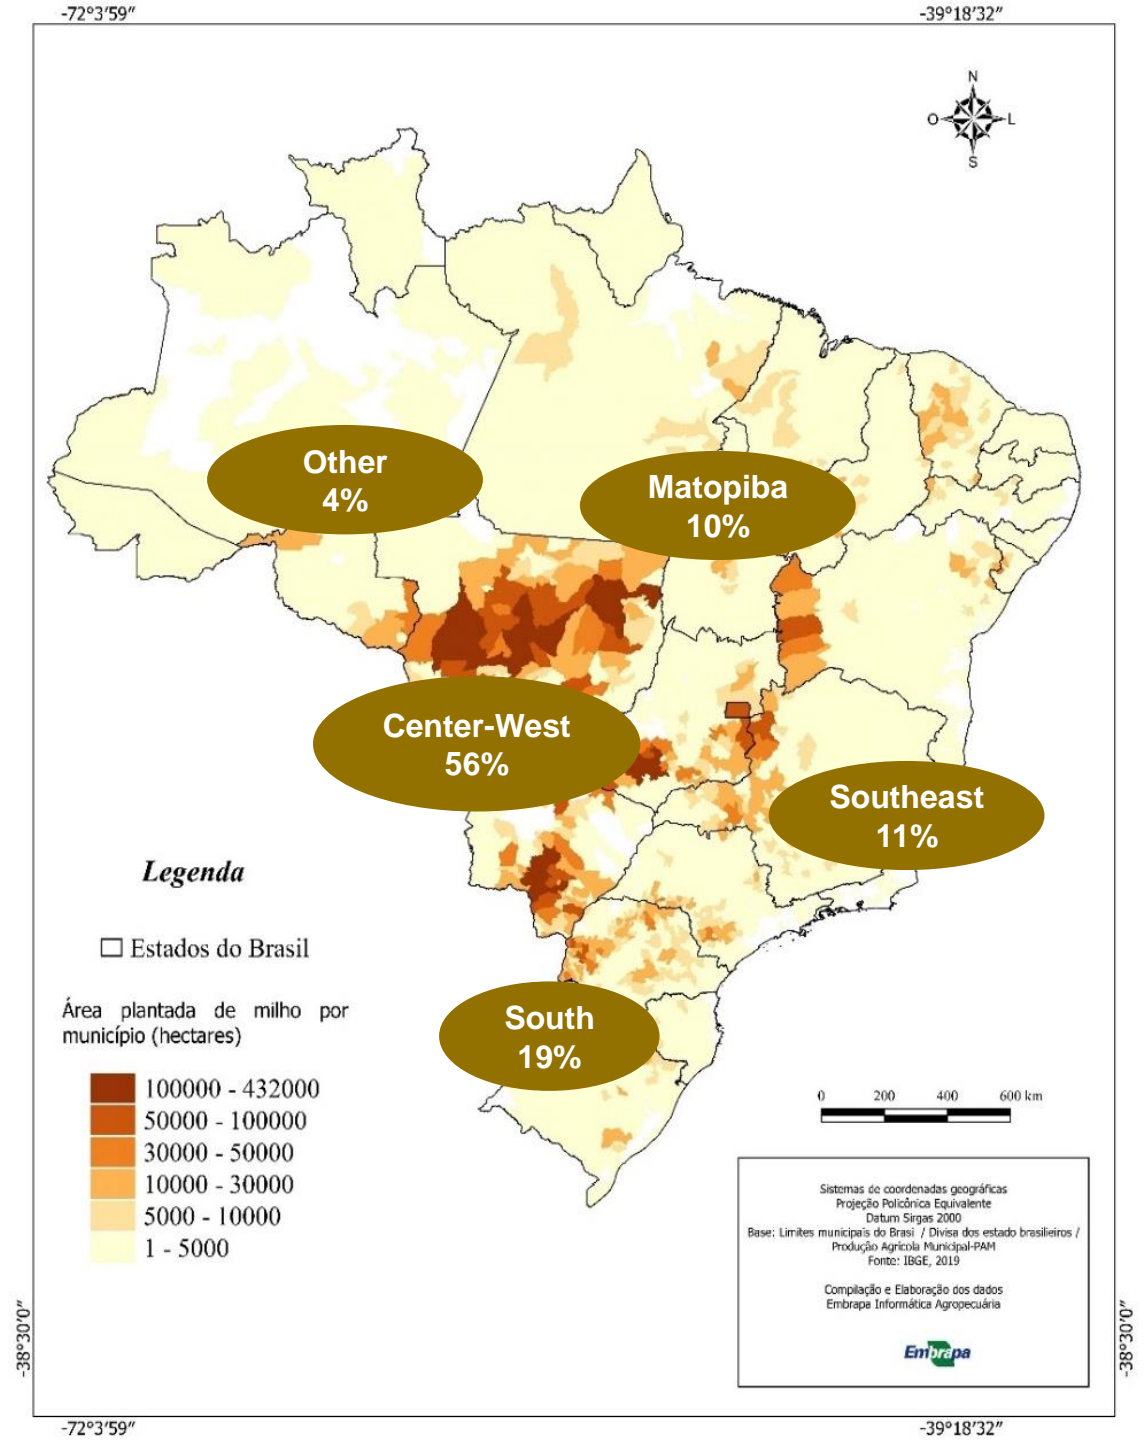 -72°3'59"
-39°18'32"
N
O
L
S
Other
4%
Matopiba
10%
Center-West
56%
Southeast
11%
South
19%
Legenda
Estados do Brasil
Área plantada de milho por
município (hectares)
100000 - 432000
50000 - 100000
30000 - 50000
10000 - 30000
5000 - 10000
1 - 5000
0 200 400 600 km
Sistemas de coordenadas geográficas
Projeção Policônica Equivalente
Datum Sirgas 2000
Base: Limites municipais do Brasi / Divisa dos estado brasilieiros /
Produção Agrícola Municipal-PAM
Fonte: IBGE, 2019
Compilação e Elaboração dos dados
Embrapa Informática Agropecuária
Embrapa
-38°30'0"
-38°30'0"
-72°3'59"
-39°18'32"